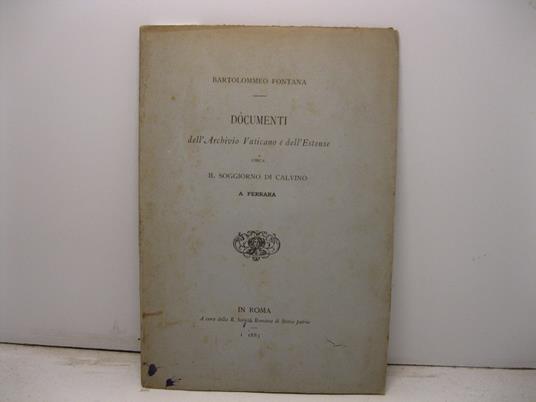 BARTOLOMMEO FONTANA
DOCUMENTI
dell'Archivio Vaticano e dell'Estense
CIRCA
IL SOGGIORNO DI CALVINO
A FERRARA
IN ROMA
A cura della R. Società Romana di Storia patria
1885